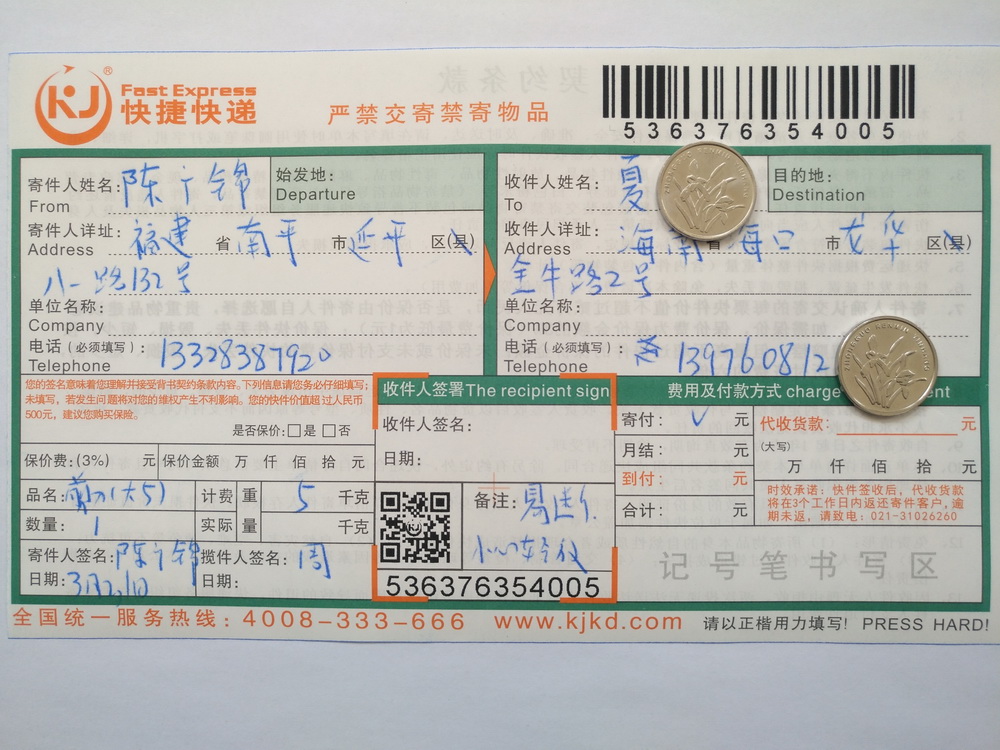 KJ® Fast Express
快捷快递
严禁交寄禁寄物品
536376354005
寄件人姓名: 陈广锦
From
始发地:
Departure
寄件人详址: 福建 省 南平 市 延平 区(县)
Address
八一路132号
单位名称:
Company
电话(必须填写): 13328387920
Telephone
收件人姓名: 夏
To
目的地:
Destination
收件人详址: 海南 省 海口 市 龙华 区(县)
Address
金牛路2号
单位名称:
Company
电话(必须填写): 139760812
Telephone
您的签名意味着您理解并接受背书契约条款内容。下列信息请您务必仔细填写;
未填写,若发生问题将对您的维权产生不利影响。您的快件价值超过人民币
500元,建议您购买保险。
是否保价:□是 □否
保价费:(3%) 元 保价金额 万 仟 佰 拾 元
品名: (大5) 计费重 5 千克
数量: 1 实际重量 千克
寄件人签名: 陈广锦 揽件人签名: 周
日期: 3月2,10 日期:
收件人签署The recipient sign
收件人签名:
日期:
备注: 易
小心轻放
536376354005
费用及付款方式 charge ent
寄付: √ 元
月结: 元
到付: 元
合计: 元
代收货款: 元
(大写)
万 仟 佰 拾 元
时效承诺:快件签收后,代收货款
将在3个工作日内返还寄件客户,逾
期未返,请致电:021-31026260
记号笔书写区
全国统一服务热线:4008-333-666 www.kjkd.com 请以正楷用力填写! PRESS HARD!